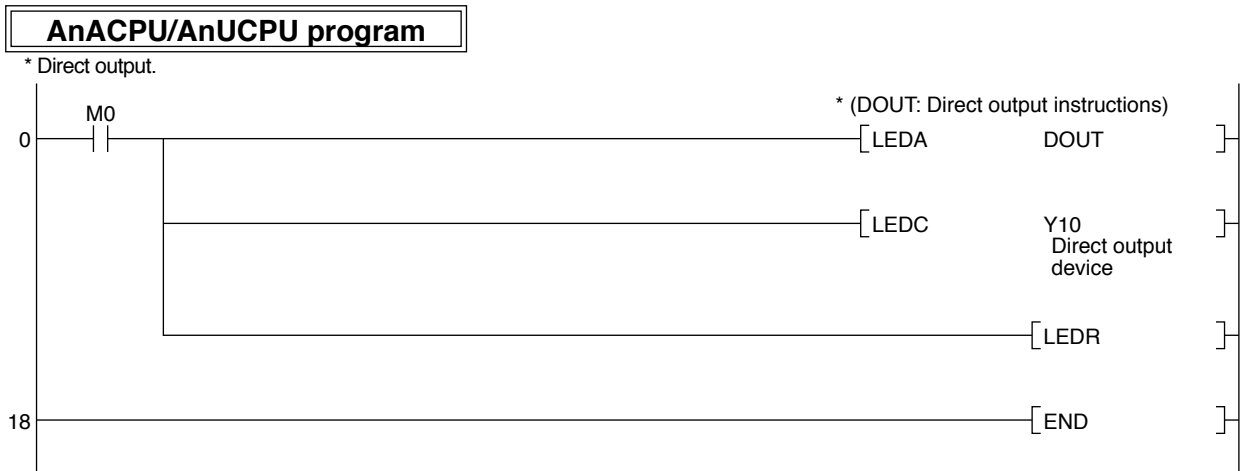 AnACPU/AnUCPU program
* Direct output.
M0
* (DOUT: Direct output instructions)
0
LEDA DOUT
LEDC Y10
Direct output
device
LEDR
18
END